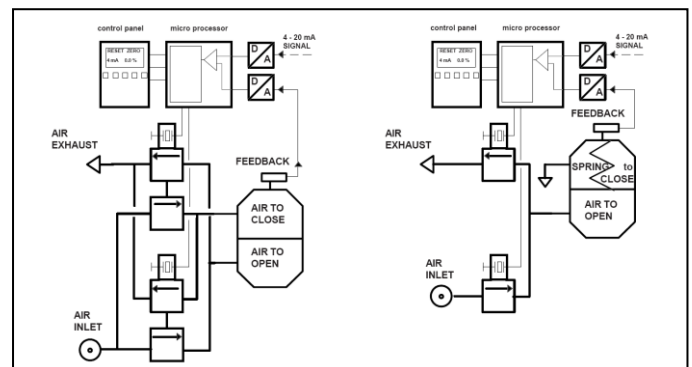 control panel
micro processor
RESET ZERO
4 mA 0.0 %
D
A
4 - 20 mA
SIGNAL
D
A
AIR
EXHAUST
FEEDBACK
AIR TO
CLOSE
AIR TO
OPEN
AIR
INLET
control panel
micro processor
RESET ZERO
4 mA 0.0 %
D
A
4 - 20 mA
SIGNAL
D
A
FEEDBACK
AIR
EXHAUST
SPRING to
CLOSE
AIR TO
OPEN
AIR
INLET